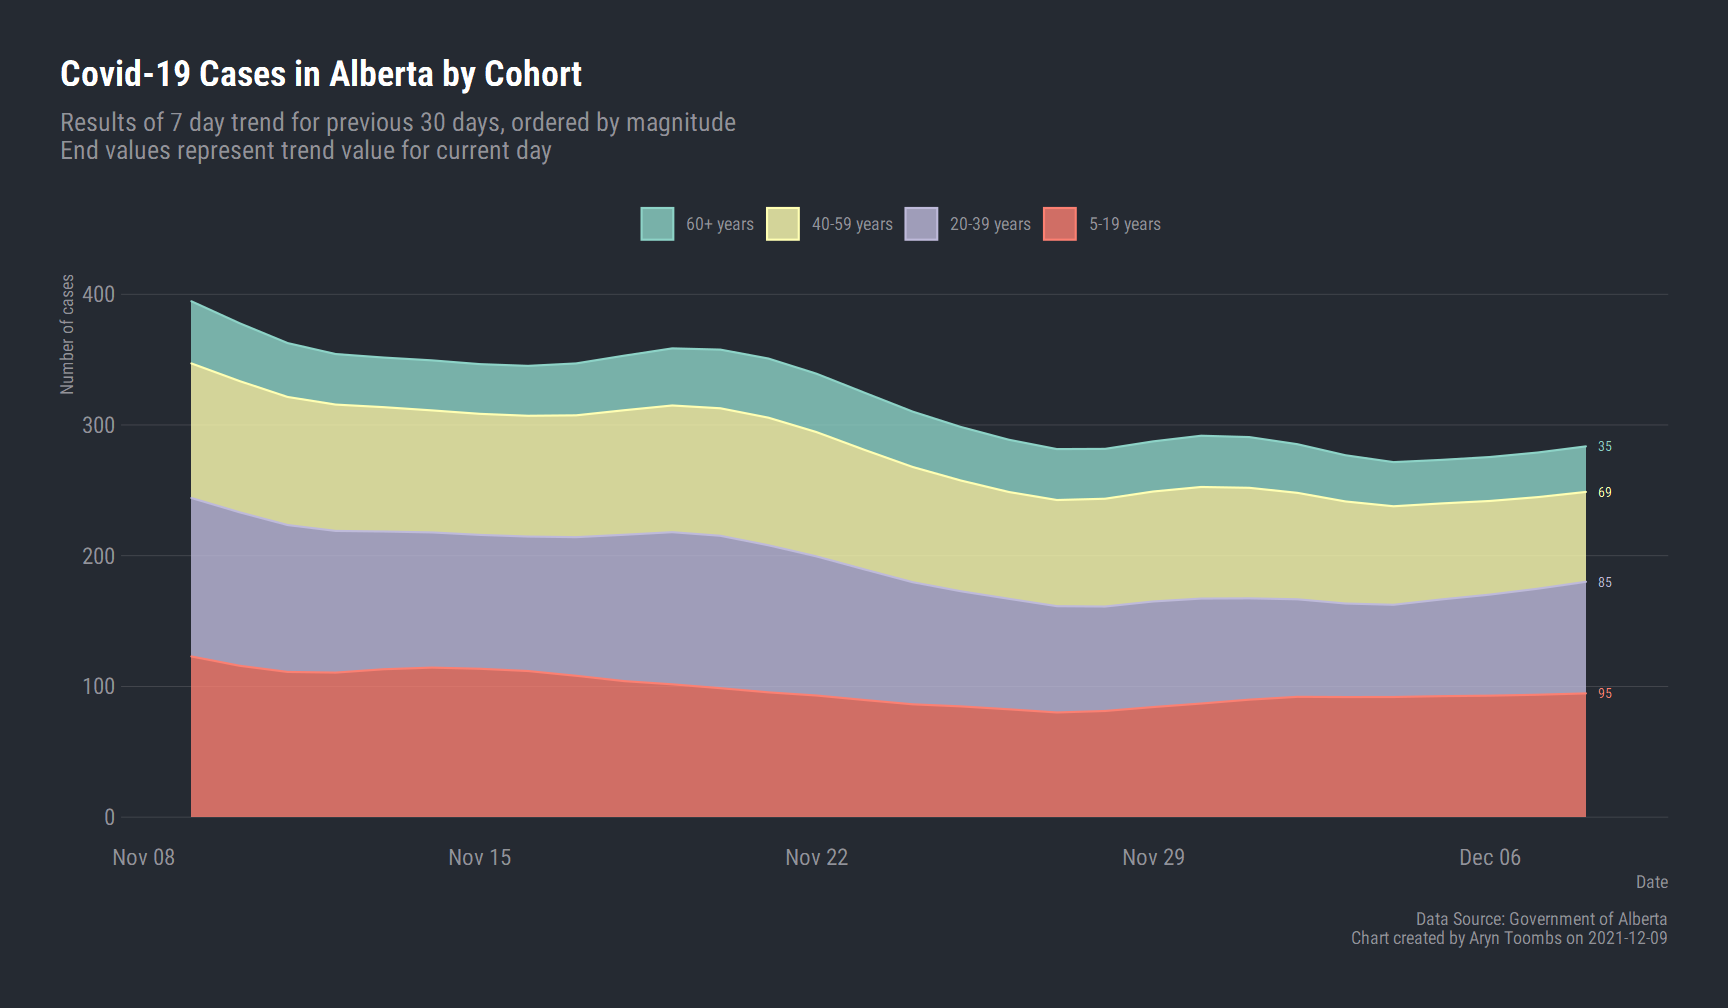 Covid-19 Cases in Alberta by Cohort
Results of 7 day trend for previous 30 days, ordered by magnitude
End values represent trend value for current day
60+ years
40-59 years
20-39 years
5-19 years
Number of cases
400
300
200
100
0
35
69
85
95
Nov 08
Nov 15
Nov 22
Nov 29
Dec 06
Date
Data Source: Government of Alberta
Chart created by Aryn Toombs on 2021-12-09